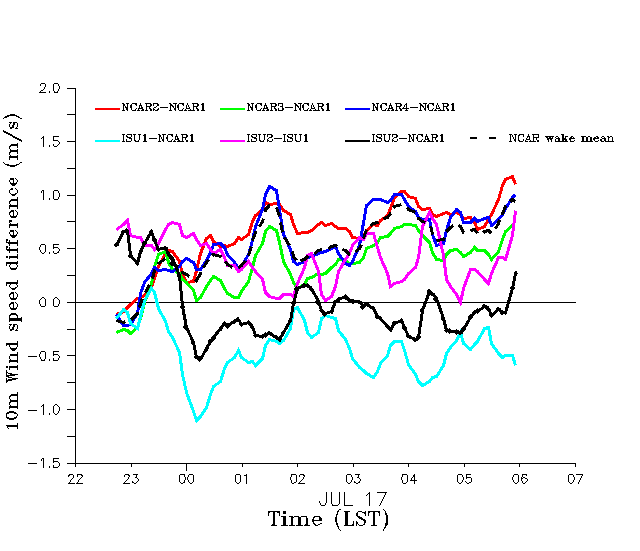 2.0
NCAR2−NCAR1 NCAR3−NCAR1 NCAR4−NCAR1
1.5
ISU1−NCAR1 ISU2−ISU1 ISU2−NCAR1 NCAR wake mean
1.0
0.5
0.0
−0.5
−1.0
−1.5
10m Wind speed difference (m/s)
22 23 00 01 02 03 04 05 06 07
JUL 17
Time (LST)